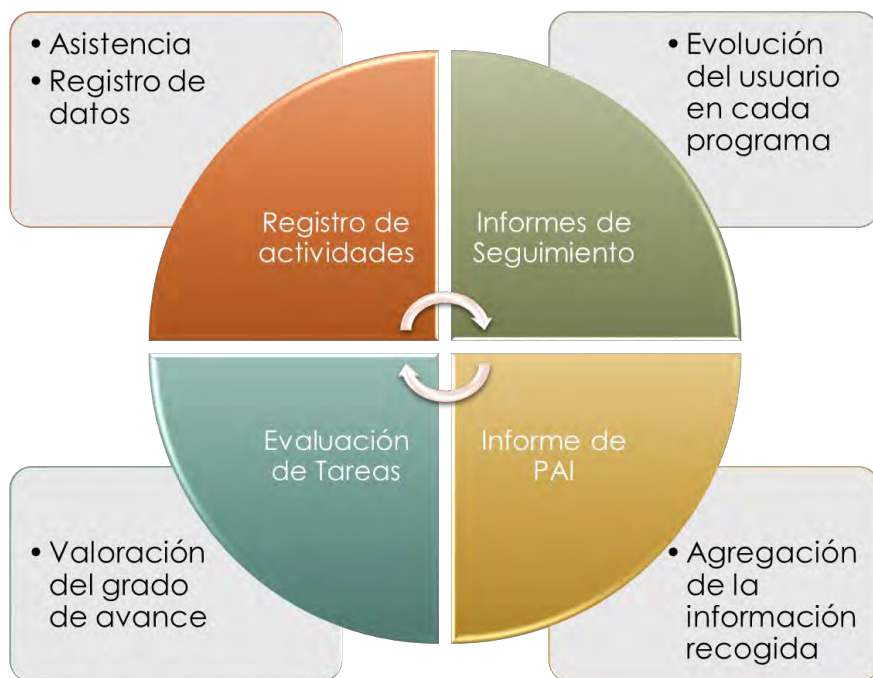 • Asistencia
• Registro de
datos
• Evolución
del usuario
en cada
programa
Registro de
actividades
Informes de
Seguimiento
Evaluación
de Tareas
Informe de
PAI
• Valoración
del grado
de avance
• Agregación
de la
información
recogida